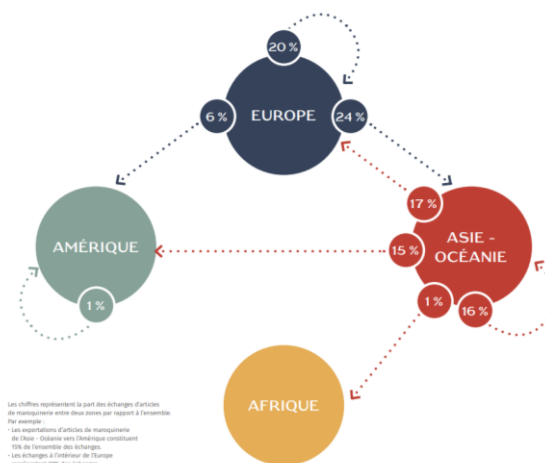 20 %
6 %
EUROPE
24 %
17 %
AMÉRIQUE
15 %
ASIE -
OCÉANIE
1 %
1 %
16 %
AFRIQUE
Les chiffres représentent la part des échanges d'articles
de maroquinerie entre deux zones par rapport à l'ensemble.
Par exemple :
- Les exportations d'articles de maroquinerie
de l'Asie - Océanie vers l'Amérique constituent
15% de l'ensemble des échanges.
- Les échanges à l'intérieur de l'Europe